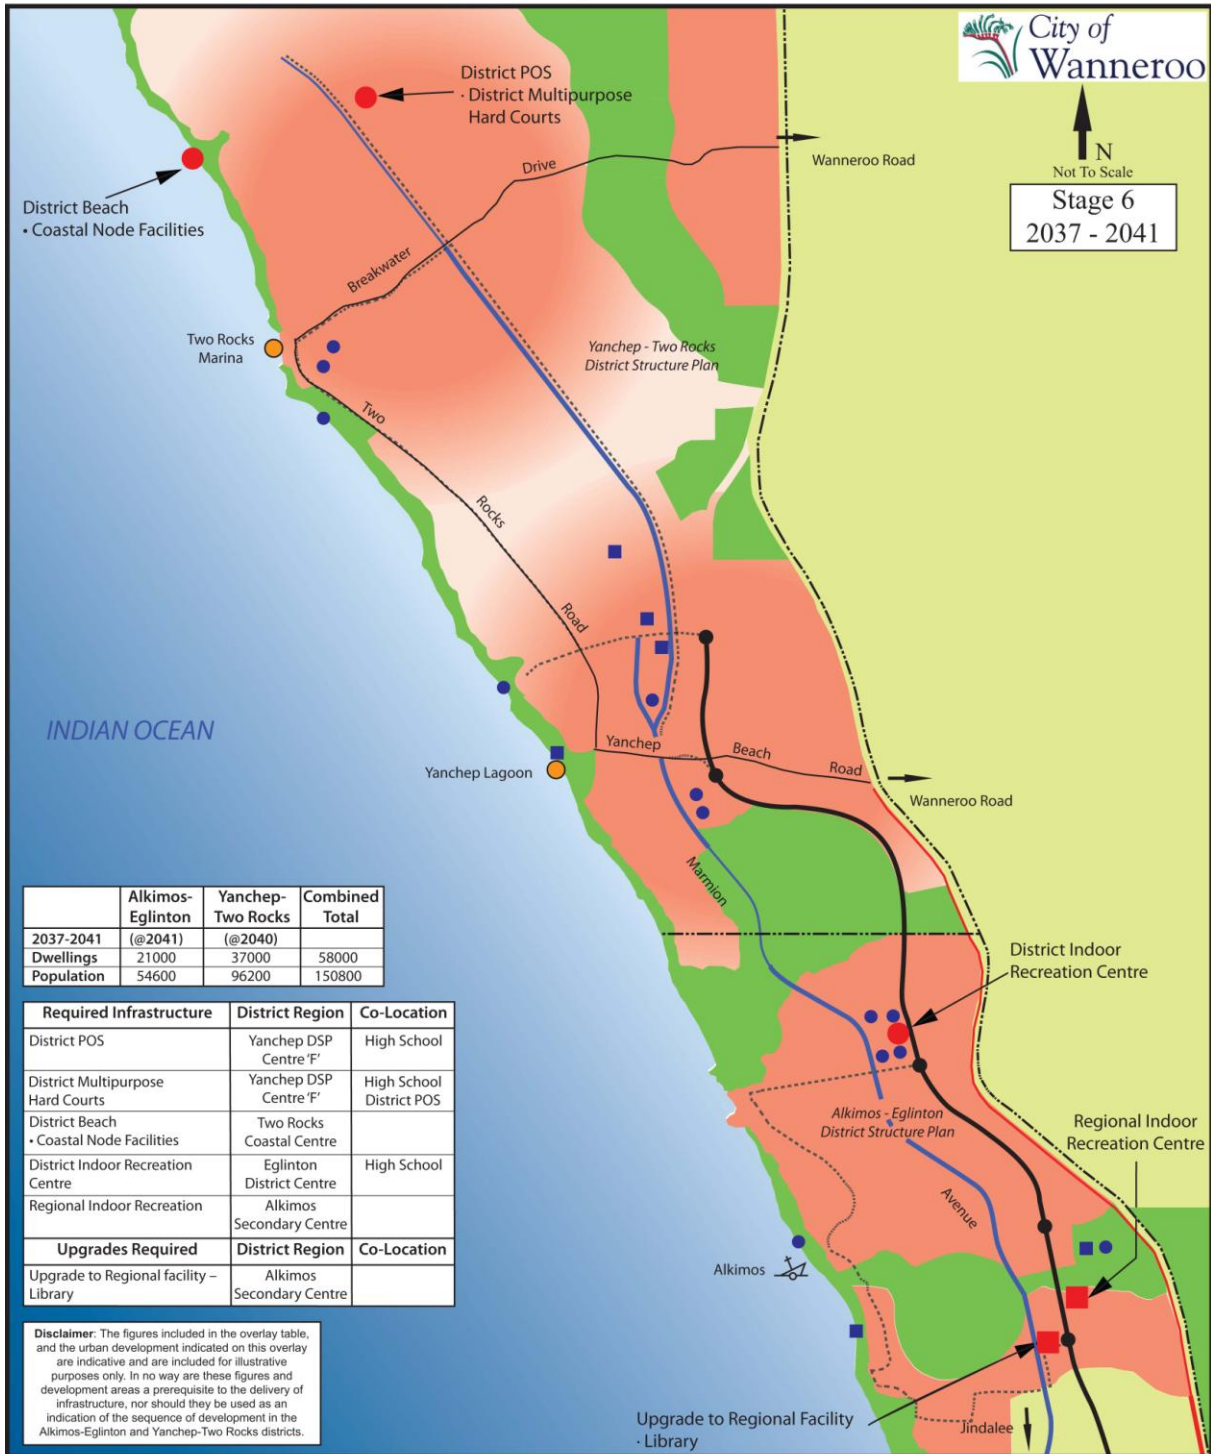 City of
Wanneroo
N
Not To Scale
Stage 6
2037 - 2041
District POS
· District Multipurpose
Hard Courts
Wanneroo Road
Drive
District Beach
• Coastal Node Facilities
Breakwater
Two Rocks
Marina
Yanchep - Two Rocks
District Structure Plan
Two
Rocks
Road
INDIAN OCEAN
Yanchep
Beach
Road
Yanchep Lagoon
Wanneroo Road
Marmion
District Indoor
Recreation Centre
Alkimos - Eglinton
District Structure Plan
Regional Indoor
Recreation Centre
Avenue
Alkimos
Upgrade to Regional Facility
· Library
Jindalee
Alkimos-Eglinton Yanchep-Two Rocks Combined Total
2037-2041 (@2041) (@2040)
Dwellings 21000 37000 58000
Population 54600 96200 150800
Required Infrastructure District Region Co-Location
District POS Yanchep DSP Centre 'F' High School
District Multipurpose Hard Courts Yanchep DSP Centre 'F' High School District POS
District Beach • Coastal Node Facilities Two Rocks Coastal Centre
District Indoor Recreation Centre Eglinton District Centre High School
Regional Indoor Recreation Alkimos Secondary Centre
Upgrades Required District Region Co-Location
Upgrade to Regional facility – Library Alkimos Secondary Centre
Disclaimer: The figures included in the overlay table,
and the urban development indicated on this overlay
are indicative and are included for illustrative
purposes only. In no way are these figures and
development areas a prerequisite to the delivery of
infrastructure, nor should they be used as an
indication of the sequence of development in the
Alkimos-Eglinton and Yanchep-Two Rocks districts.